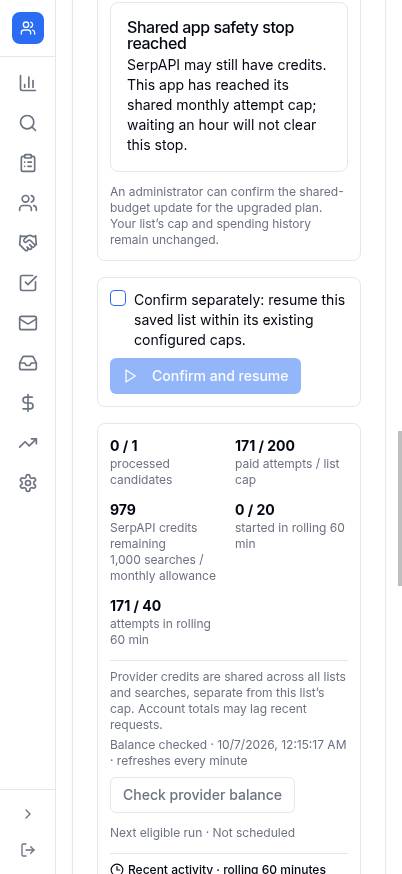 Shared app safety stop
reached
SerpAPI may still have credits.
This app has reached its
shared monthly attempt cap;
waiting an hour will not clear
this stop.
An administrator can confirm the shared-
budget update for the upgraded plan.
Your list's cap and spending history
remain unchanged.
Confirm separately: resume this
saved list within its existing
configured caps.
Confirm and resume
0 / 1
processed
candidates
171 / 200
paid attempts / list
cap
979
SerpAPI credits
remaining
1,000 searches /
monthly allowance
0 / 20
started in rolling 60
min
171 / 40
attempts in rolling
60 min
Provider credits are shared across all lists
and searches, separate from this list's
cap. Account totals may lag recent
requests.
Balance checked · 10/7/2026, 12:15:17 AM
· refreshes every minute
Check provider balance
Next eligible run · Not scheduled
Recent activity · rolling 60 minutes